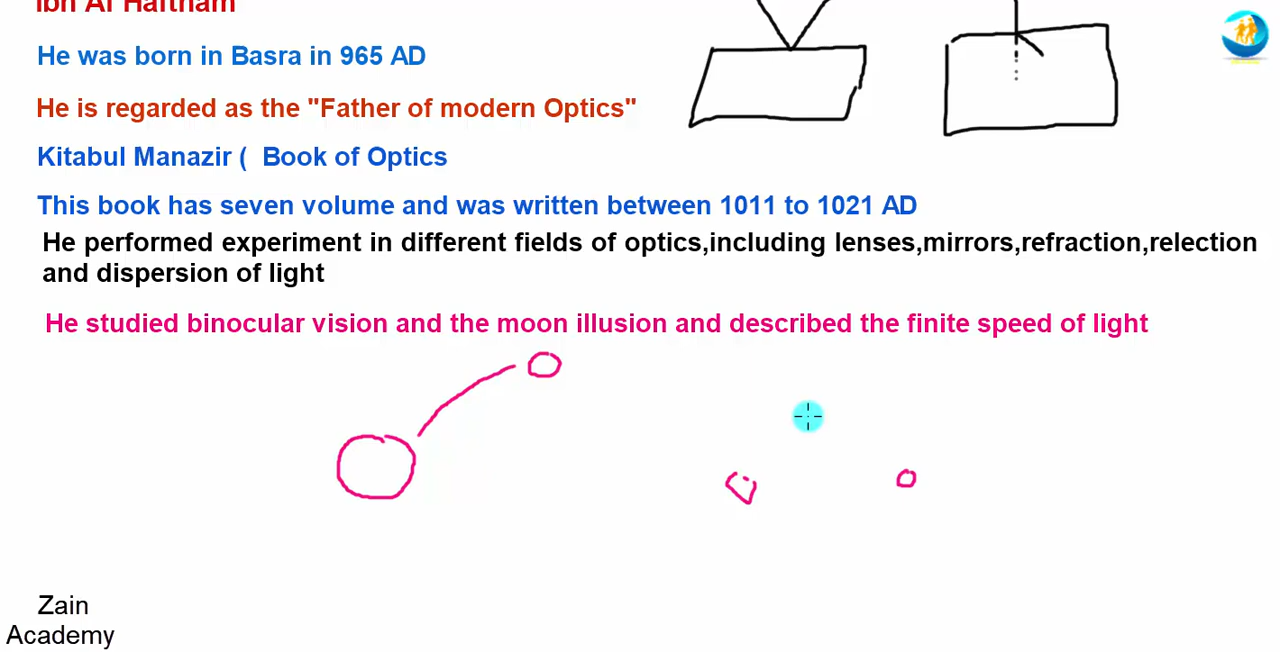 Ibn Al Haitham
He was born in Basra in 965 AD
He is regarded as the "Father of modern Optics"
Kitabul Manazir (  Book of Optics
This book has seven volume and was written between 1011 to 1021 AD
He performed experiment in different fields of optics,including lenses,mirrors,refraction,relection
and dispersion of light
He studied binocular vision and the moon illusion and described the finite speed of light
Zain
Academy